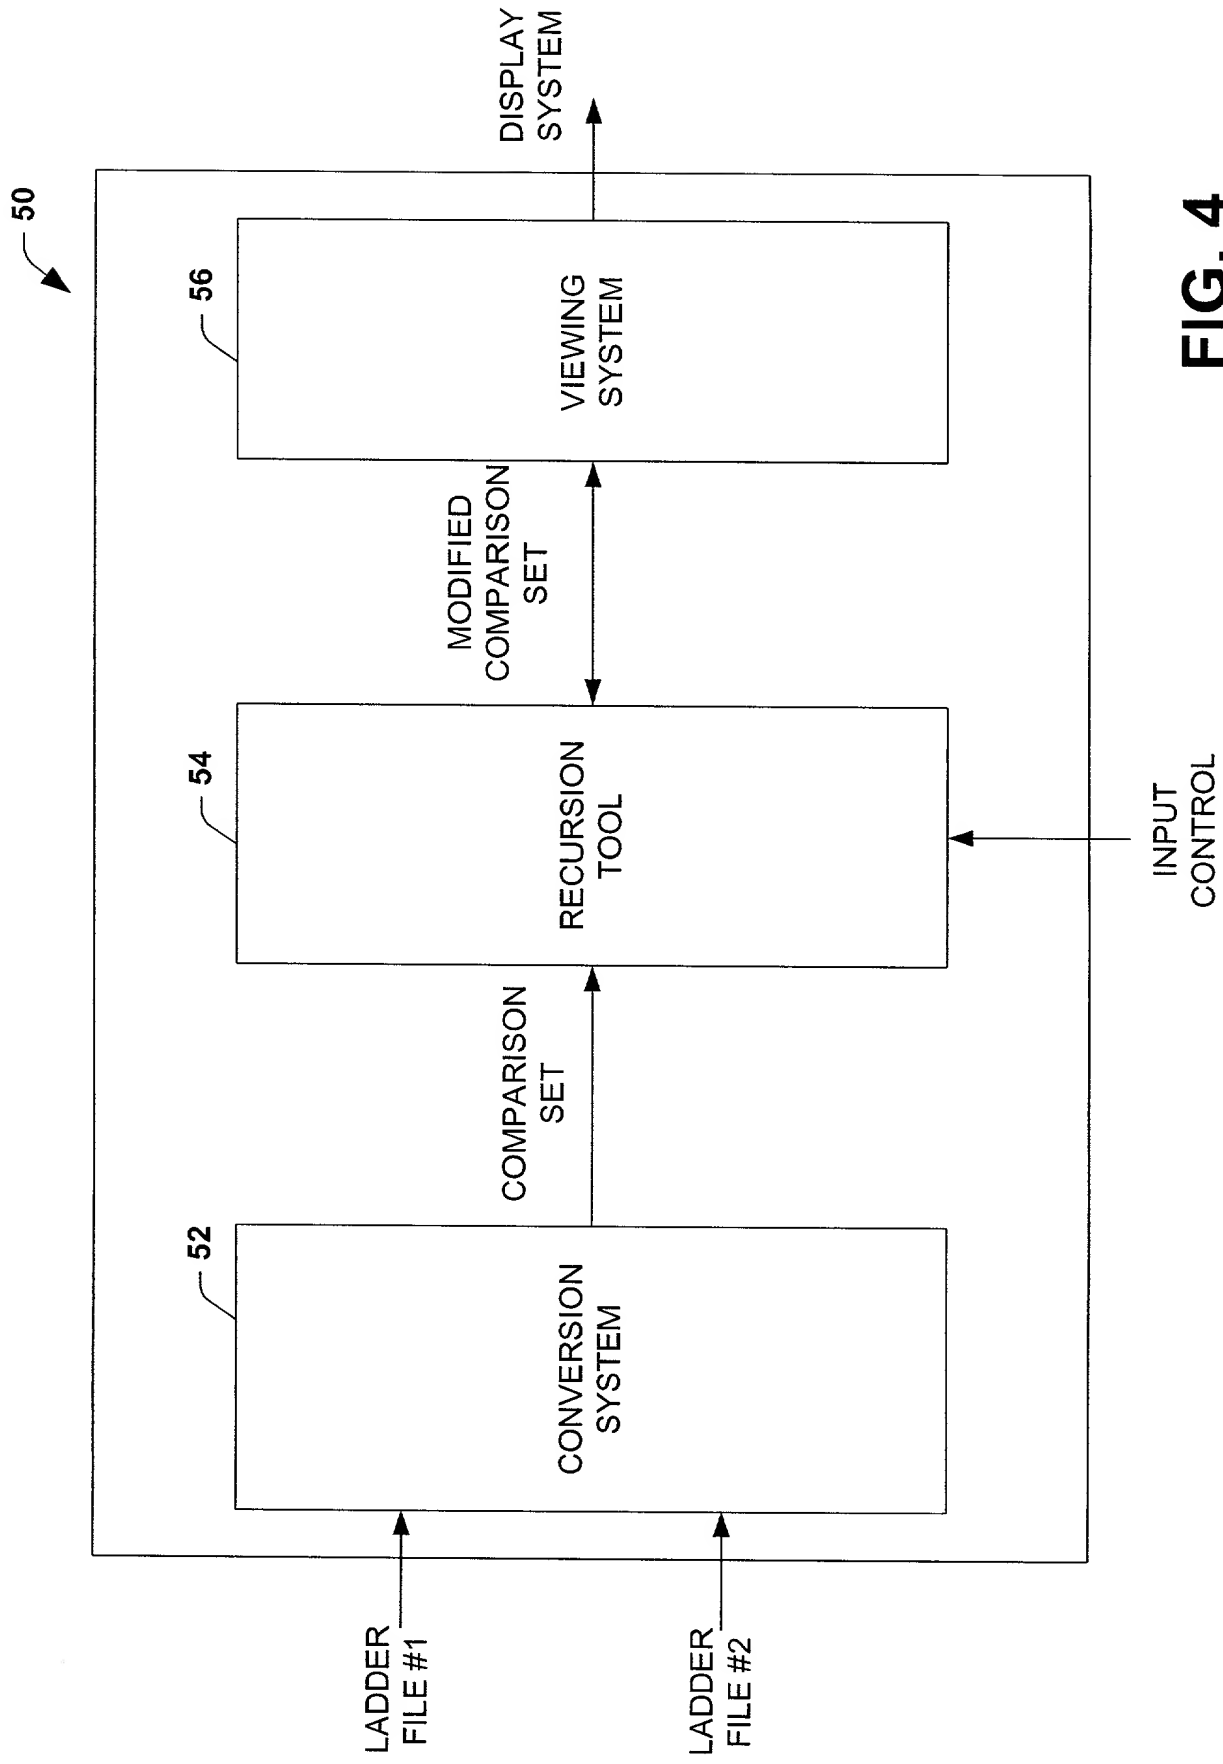 50
LADDER
FILE #1
LADDER
FILE #2
52
CONVERSION
SYSTEM
COMPARISON
SET
54
RECURSION
TOOL
INPUT
CONTROL
MODIFIED
COMPARISON
SET
56
VIEWING
SYSTEM
DISPLAY
SYSTEM
FIG. 4